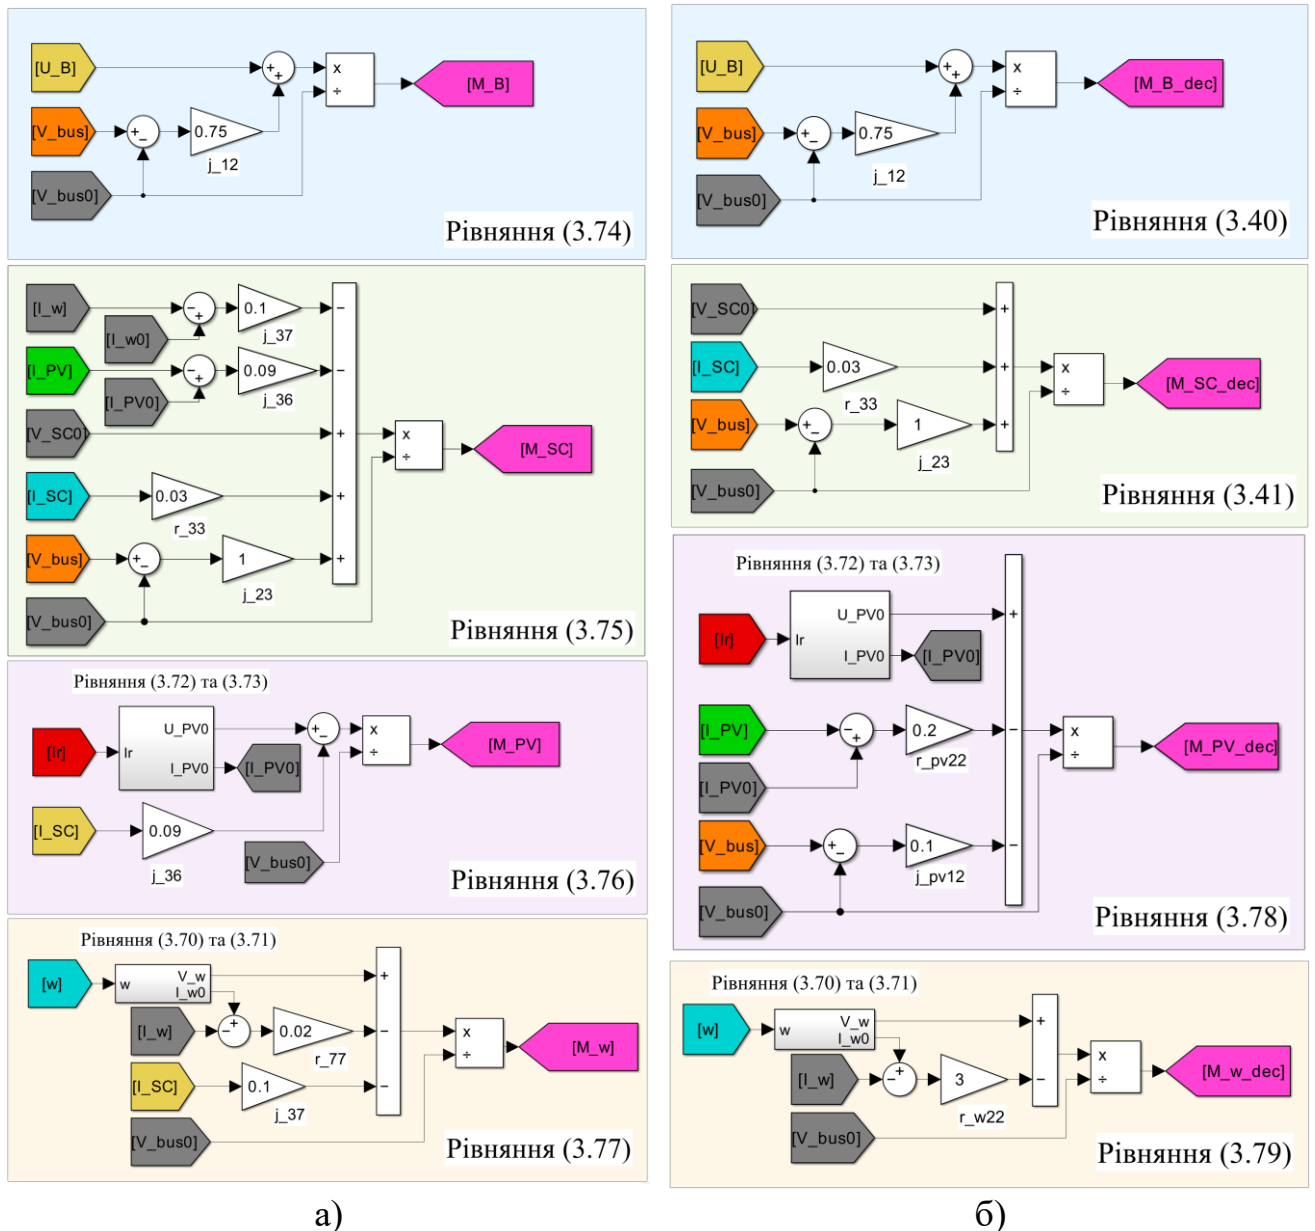 [U_B]
+
+
x
÷
[M_B]
[V_bus]
+
−
0.75
j_12
[V_bus0]
Рівняння (3.74)
[I_w]
−
+
0.1
−
[I_w0]
j_37
[I_PV]
−
+
0.09
−
[I_PV0]
j_36
[V_SC0]
+
x
÷
[M_SC]
[I_SC]
0.03
+
r_33
[V_bus]
+
−
1
+
j_23
[V_bus0]
Рівняння (3.75)
Рівняння (3.72) та (3.73)
[Ir]
Ir
U_PV0
I_PV0
[I_PV0]
+
−
x
÷
[M_PV]
[I_SC]
0.09
j_36
[V_bus0]
Рівняння (3.76)
Рівняння (3.70) та (3.71)
[w]
w
V_w
I_w0
+
[I_w]
−
+
0.02
−
x
÷
[M_w]
r_77
[I_SC]
0.1
−
j_37
[V_bus0]
Рівняння (3.77)
а)
[U_B]
+
+
x
÷
[M_B_dec]
[V_bus]
+
−
0.75
j_12
[V_bus0]
Рівняння (3.40)
[V_SC0]
+
[I_SC]
0.03
+
x
÷
[M_SC_dec]
r_33
[V_bus]
+
−
1
+
j_23
[V_bus0]
Рівняння (3.41)
Рівняння (3.72) та (3.73)
[Ir]
Ir
U_PV0
I_PV0
[I_PV0]
+
[I_PV]
−
+
0.2
−
x
÷
[M_PV_dec]
r_pv22
[I_PV0]
[V_bus]
+
−
0.1
−
j_pv12
[V_bus0]
Рівняння (3.78)
Рівняння (3.70) та (3.71)
[w]
w
V_w
I_w0
+
[I_w]
−
+
3
−
x
÷
[M_w_dec]
r_w22
[V_bus0]
Рівняння (3.79)
б)